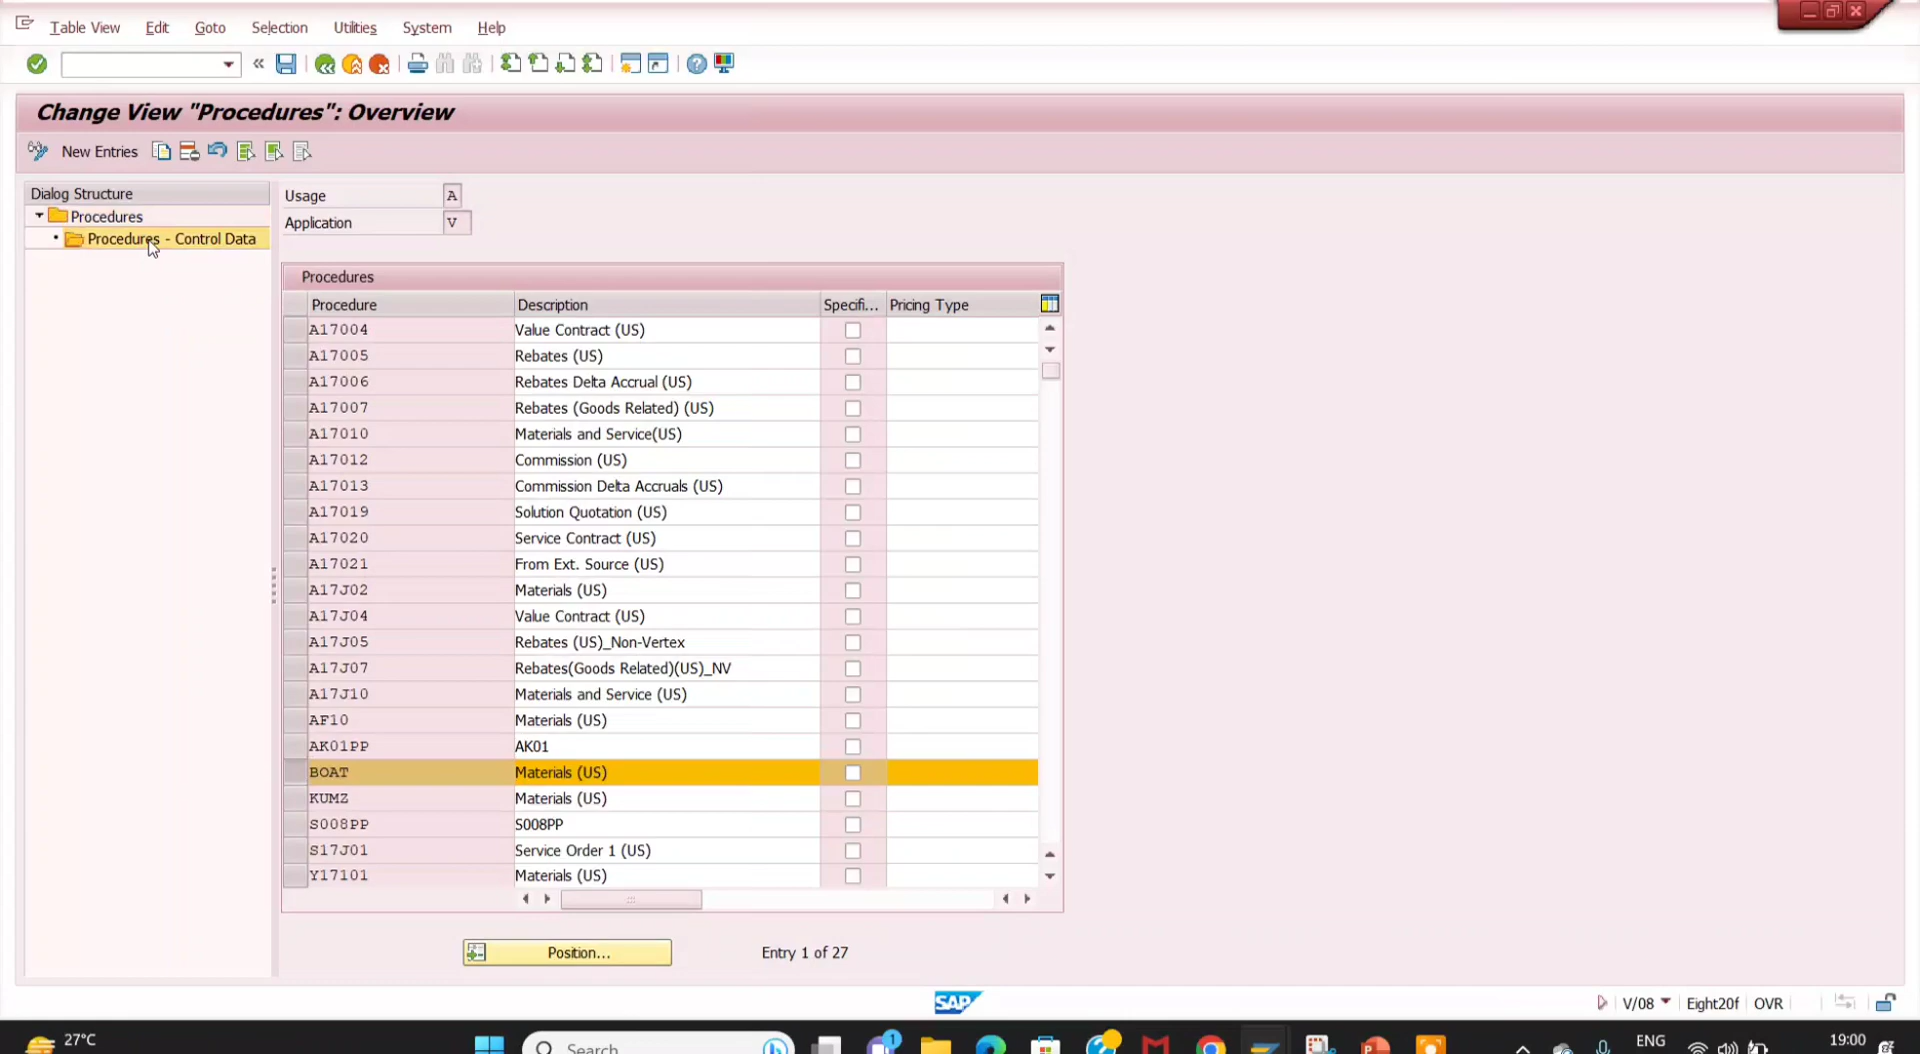 Table View Edit Goto Selection Utilities System Help
Change View "Procedures": Overview
New Entries
Dialog Structure
Procedures
Procedures - Control Data
Usage A
Application V
Procedures
Procedure Description Specifi... Pricing Type
A17004 Value Contract (US)
A17005 Rebates (US)
A17006 Rebates Delta Accrual (US)
A17007 Rebates (Goods Related) (US)
A17010 Materials and Service(US)
A17012 Commission (US)
A17013 Commission Delta Accruals (US)
A17019 Solution Quotation (US)
A17020 Service Contract (US)
A17021 From Ext. Source (US)
A17J02 Materials (US)
A17J04 Value Contract (US)
A17J05 Rebates (US)_Non-Vertex
A17J07 Rebates(Goods Related)(US)_NV
A17J10 Materials and Service (US)
AF10 Materials (US)
AK01PP AK01
BOAT Materials (US)
KUMZ Materials (US)
S008PP S008PP
S17J01 Service Order 1 (US)
Y17101 Materials (US)
Position... Entry 1 of 27
SAP
V/08 Eight20f OVR
27°C Search 1 ENG 19:00